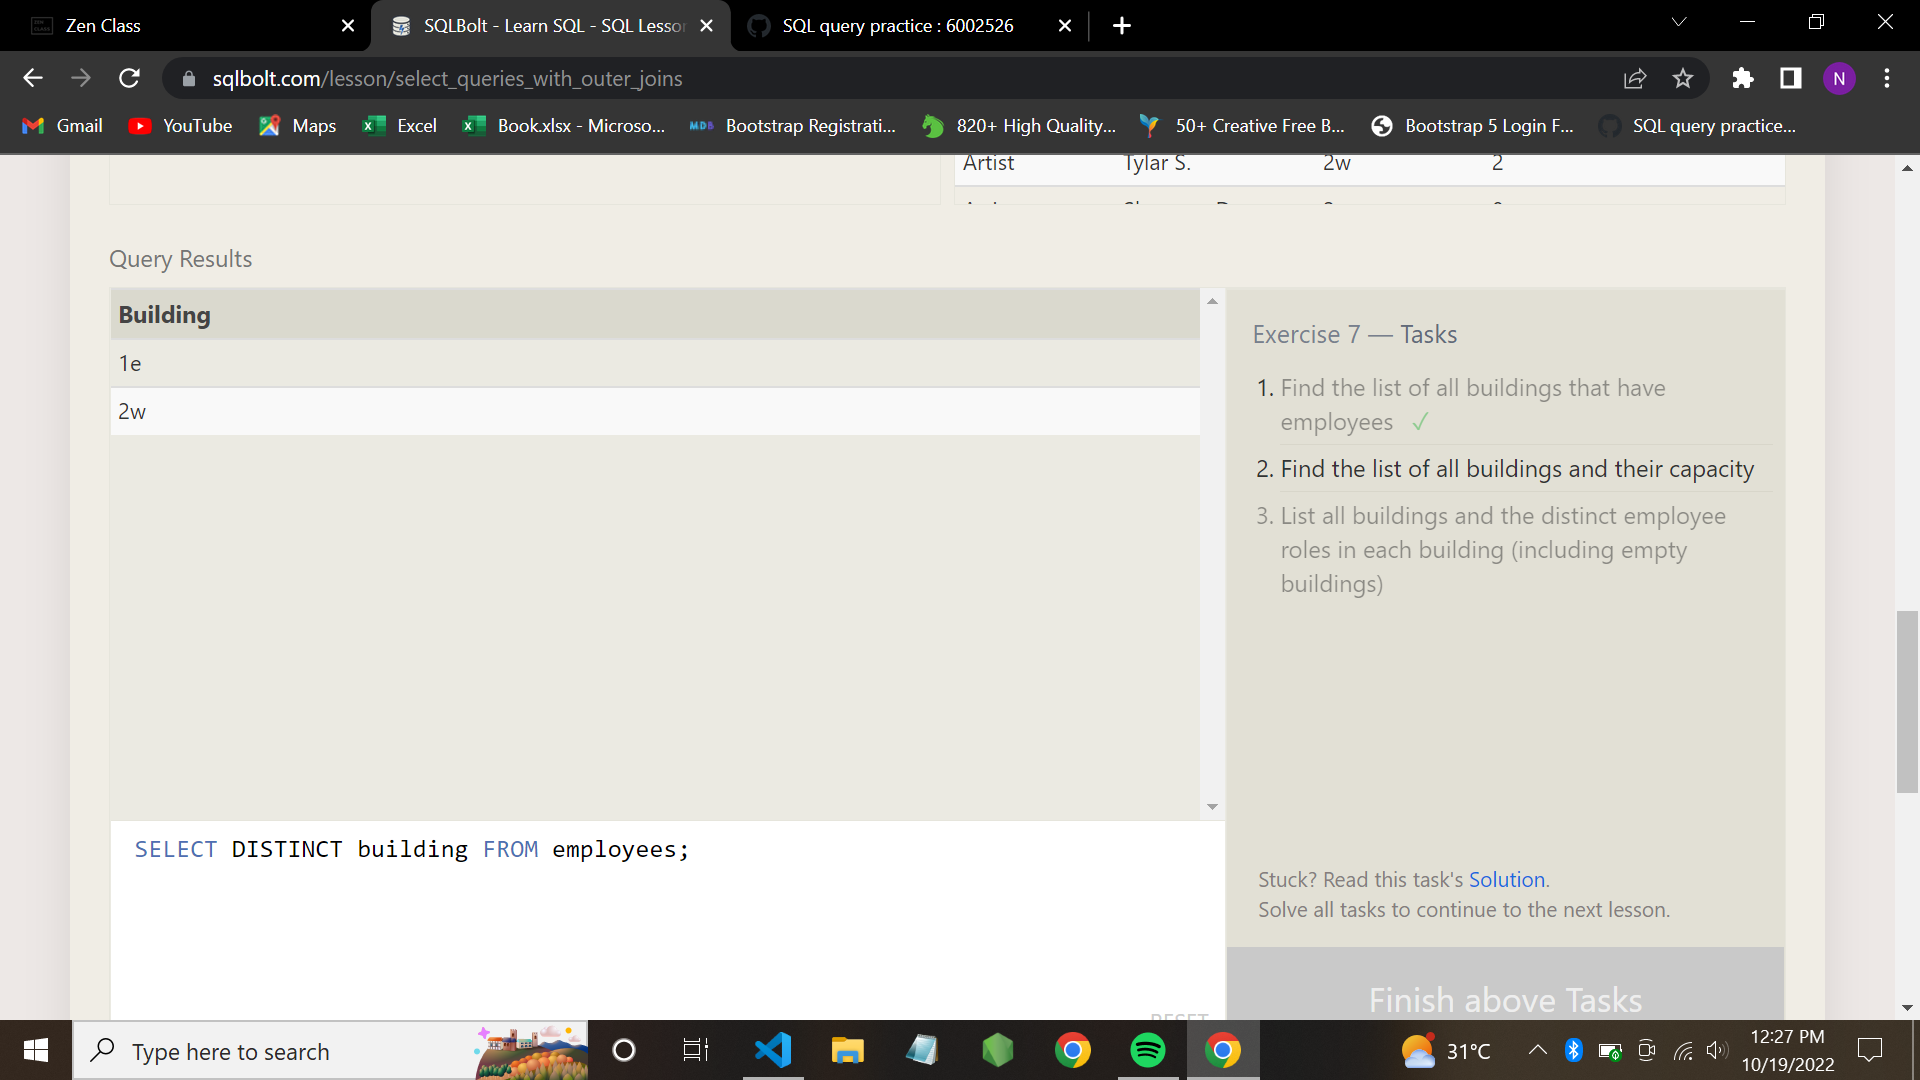 Zen Class
SQLBolt - Learn SQL - SQL Lesso
SQL query practice : 6002526
sqlbolt.com/lesson/select_queries_with_outer_joins
N
Gmail
YouTube
Maps
Excel
Book.xlsx - Microso...
MDB
Bootstrap Registrati...
820+ High Quality...
50+ Creative Free B...
Bootstrap 5 Login F...
SQL query practice...
Artist Tylar S. 2w 2
Query Results
Building
1e
2w
Exercise 7 — Tasks
1. Find the list of all buildings that have
employees ✓
2. Find the list of all buildings and their capacity
3. List all buildings and the distinct employee
roles in each building (including empty
buildings)
SELECT DISTINCT building FROM employees;
Stuck? Read this task's Solution.
Solve all tasks to continue to the next lesson.
Finish above Tasks
RESET
Type here to search
31°C
12:27 PM
10/19/2022